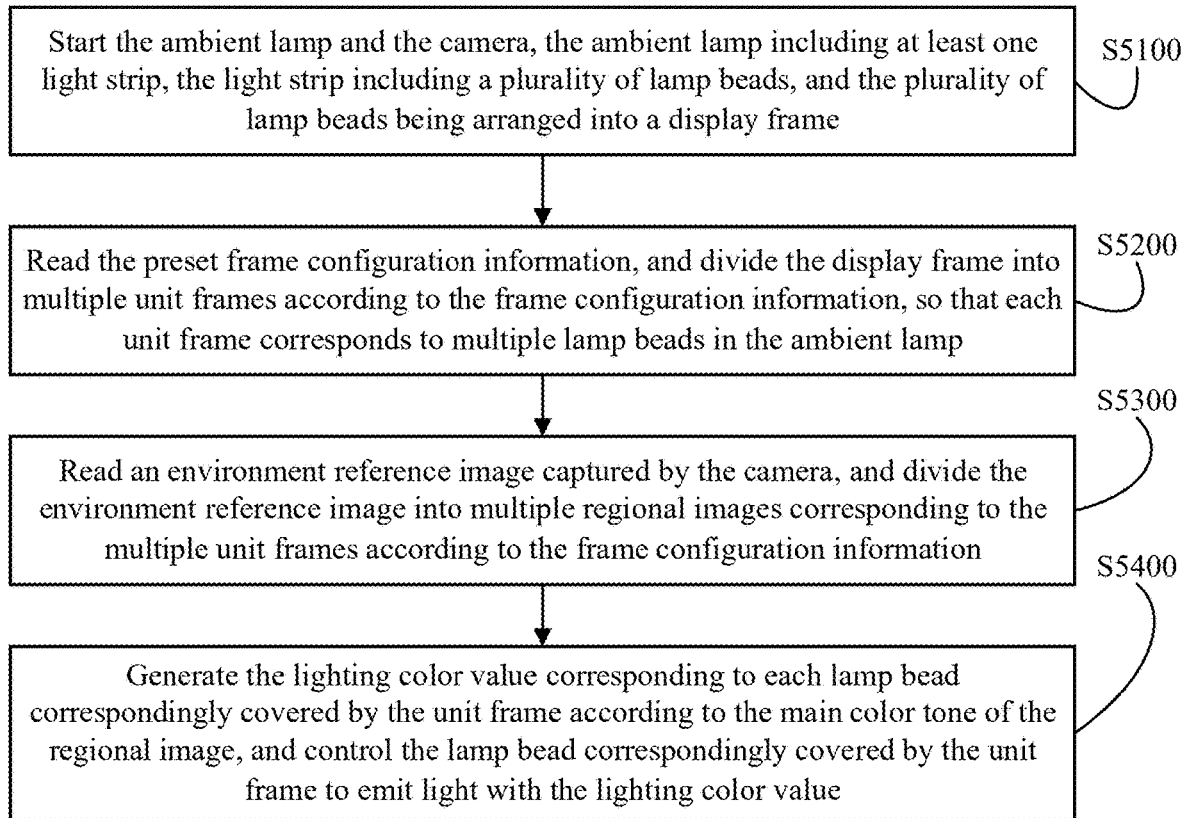 Start the ambient lamp and the camera, the ambient lamp including at least one
light strip, the light strip including a plurality of lamp beads, and the plurality of
lamp beads being arranged into a display frame
S5100
Read the preset frame configuration information, and divide the display frame into
multiple unit frames according to the frame configuration information, so that each
unit frame corresponds to multiple lamp beads in the ambient lamp
S5200
Read an environment reference image captured by the camera, and divide the
environment reference image into multiple regional images corresponding to the
multiple unit frames according to the frame configuration information
S5300
Generate the lighting color value corresponding to each lamp bead
correspondingly covered by the unit frame according to the main color tone of the
regional image, and control the lamp bead correspondingly covered by the unit
frame to emit light with the lighting color value
S5400